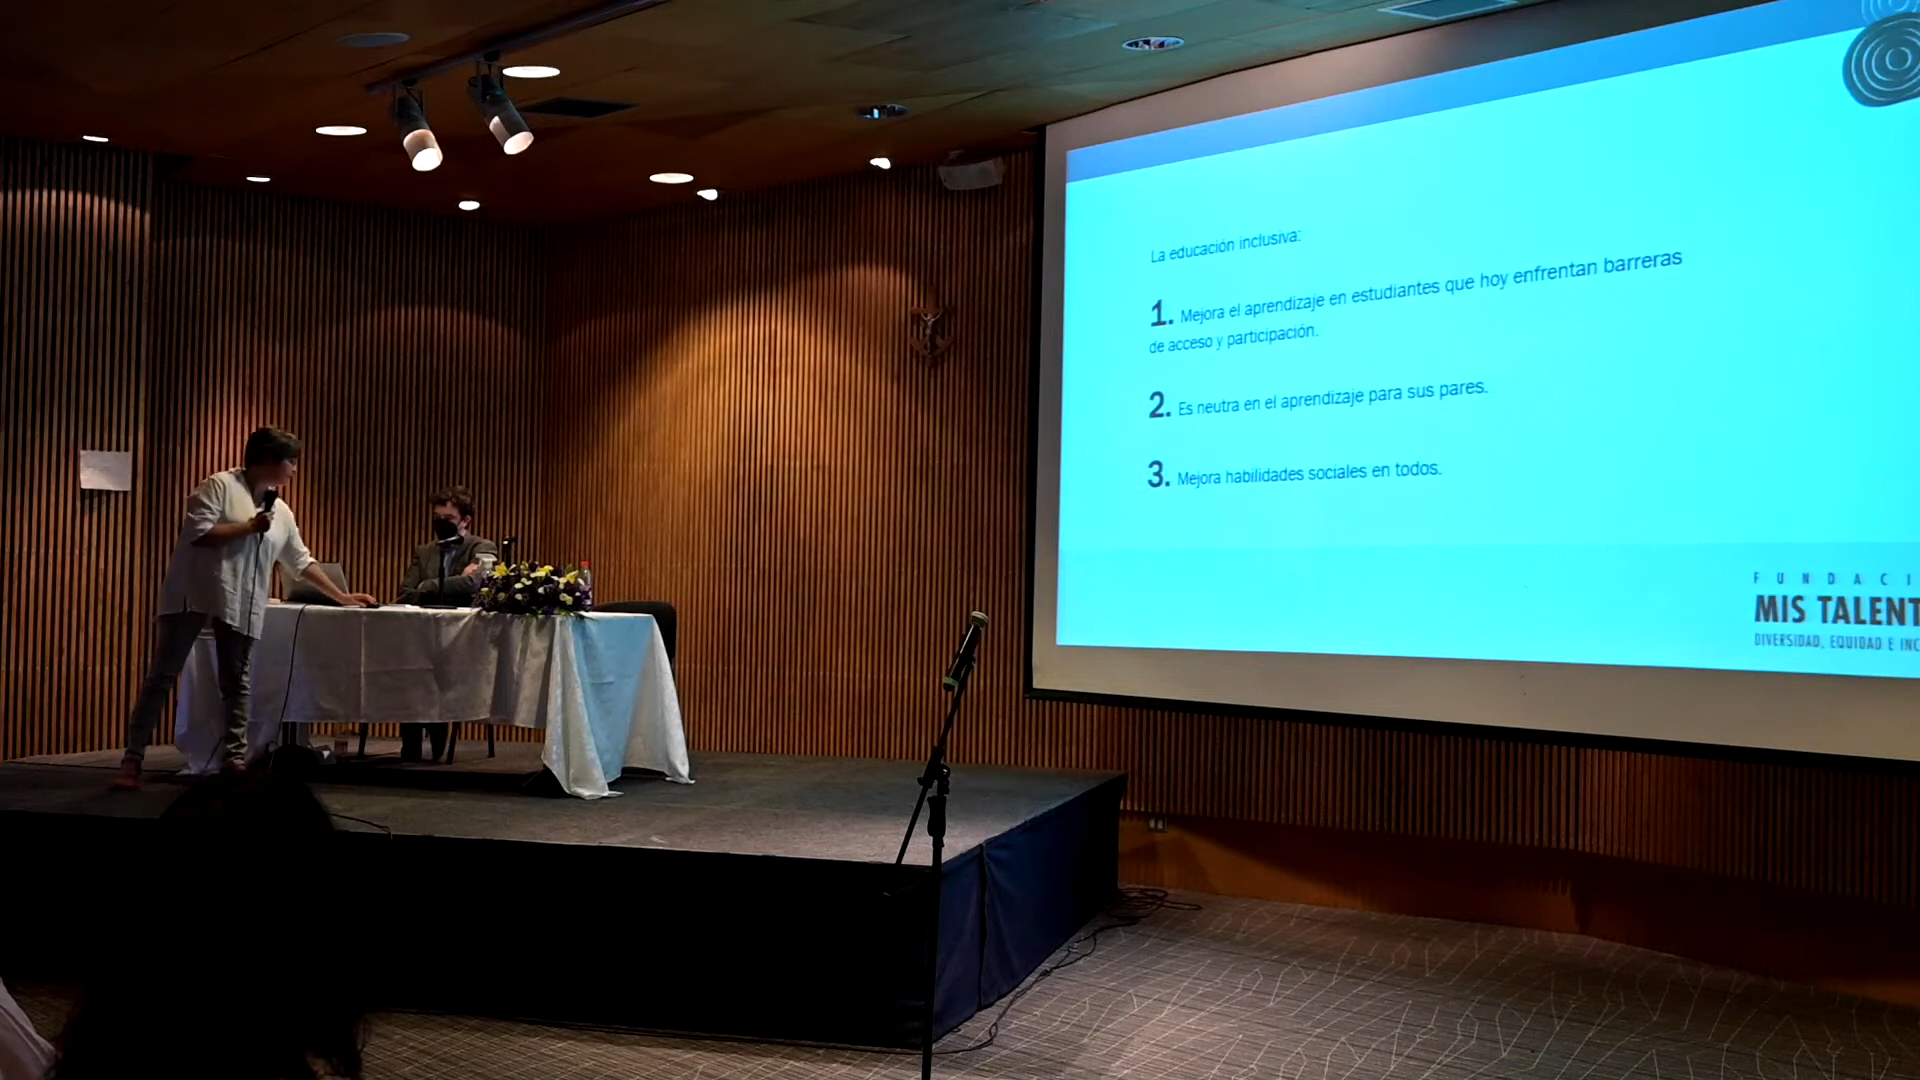 La educación inclusiva:
1. Mejora el aprendizaje en estudiantes que hoy enfrentan barreras
de acceso y participación.
2. Es neutra en el aprendizaje para sus pares.
3. Mejora habilidades sociales en todos.
FUNDACI
MIS TALENT
DIVERSIDAD, EQUIDAD E INC